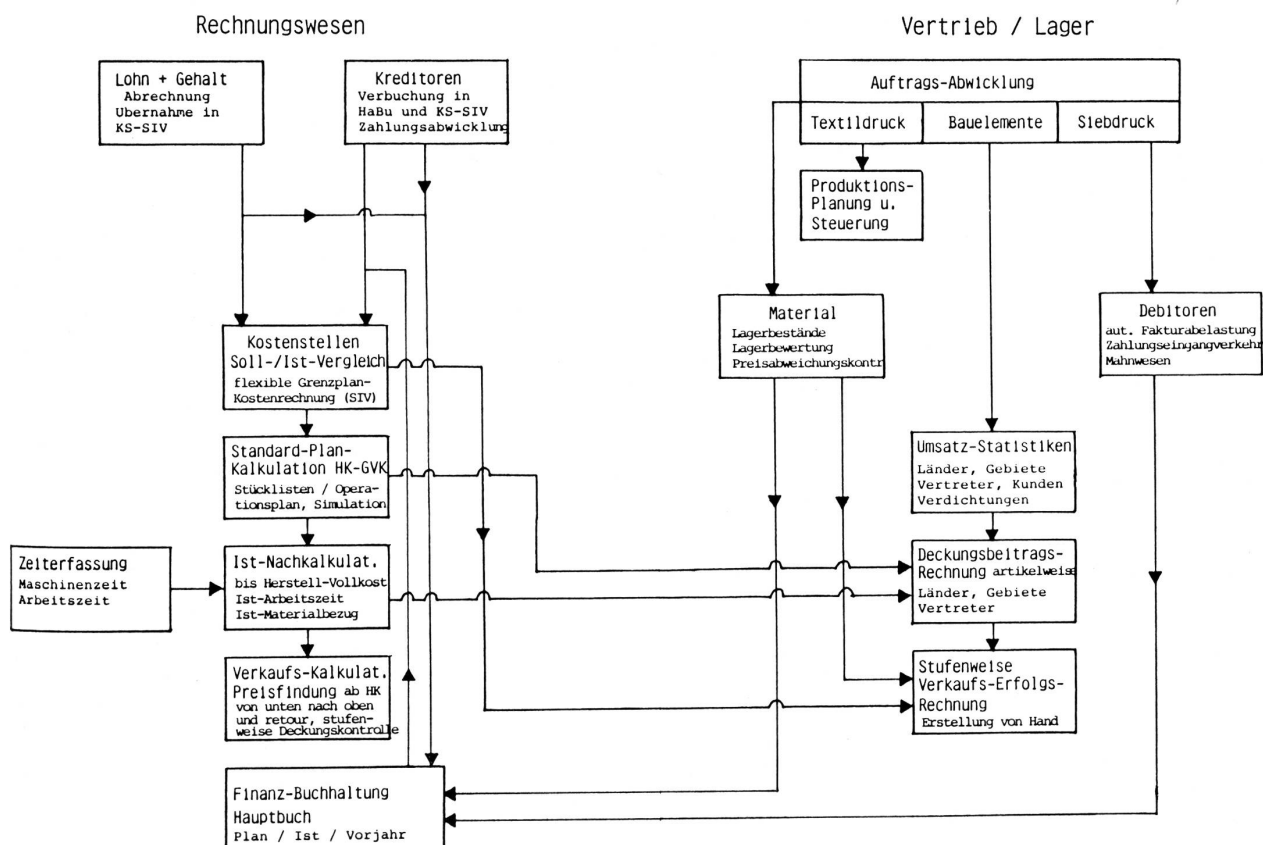 Rechnungswesen
Vertrieb / Lager
Lohn + Gehalt
Abrechnung
Ubernahme in
KS-SIV
Kreditoren
Verbuchung in
HaBu und KS-SIV
Zahlungsabwicklung
Auftrags-Abwicklung
Textildruck
Bauelemente
Siebdruck
Produktions-
Planung u.
Steuerung
Material
Lagerbestände
Lagerbewertung
Preisabweichungskontr
Debitoren
aut. Fakturabelastung
Zahlungseingangverkehr
Mahnwesen
Kostenstellen
Soll-/Ist-Vergleich
flexible Grenzplan-
Kostenrechnung (SIV)
Standard-Plan-
Kalkulation HK-GVK
Stücklisten / Opera-
tionsplan, Simulation
Umsatz-Statistiken
Länder, Gebiete
Vertreter, Kunden
Verdichtungen
Zeiterfassung
Maschinenzeit
Arbeitszeit
Ist-Nachkalkulat.
bis Herstell-Vollkost
Ist-Arbeitszeit
Ist-Materialbezug
Deckungsbeitrags-
Rechnung artikelweise
Länder, Gebiete
Vertreter
Verkaufs-Kalkulat.
Preisfindung ab HK
von unten nach oben
und retour, stufen-
weise Deckungskontrolle
Stufenweise
Verkaufs-Erfolgs-
Rechnung
Erstellung von Hand
Finanz-Buchhaltung
Hauptbuch
Plan / Ist / Vorjahr